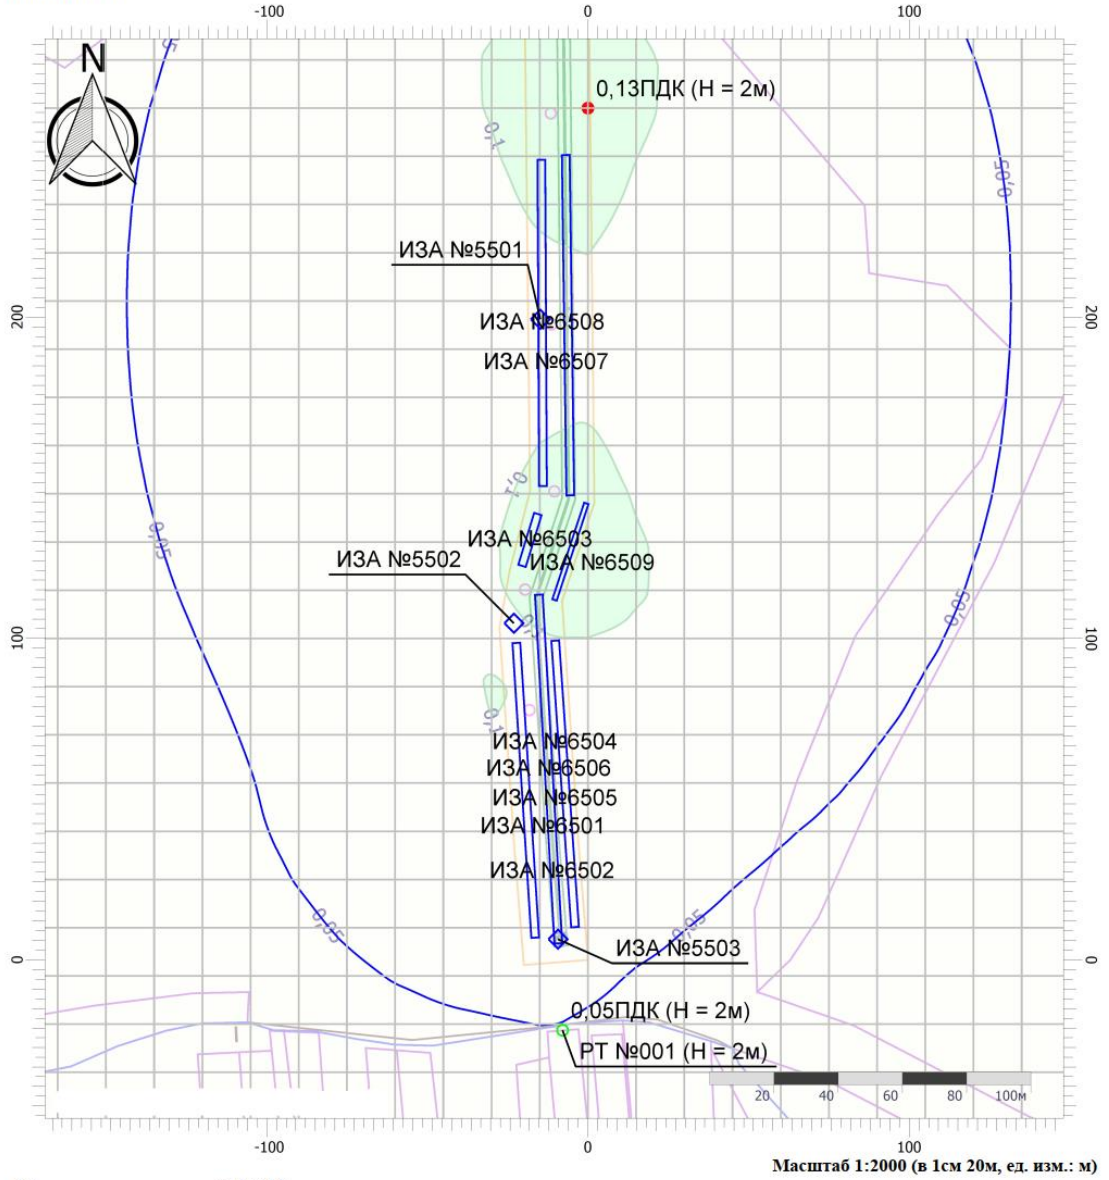 -100 0 100
N
0,13ПДК (Н = 2м)
0,1
0,05
ИЗА №5501
200 ИЗА №6508 200
ИЗА №6507
0,1
0,05
ИЗА №6503
ИЗА №5502 ИЗА №6509
0,05
100 100
0,1
ИЗА №6504
ИЗА №6506
ИЗА №6505
ИЗА №6501
ИЗА №6502
0,05 0,05
0 ИЗА №5503 0
0,05ПДК (Н = 2м)
РТ №001 (Н = 2м)
20 40 60 80 100м
-100 0 100
Масштаб 1:2000 (в 1см 20м, ед. изм.: м)